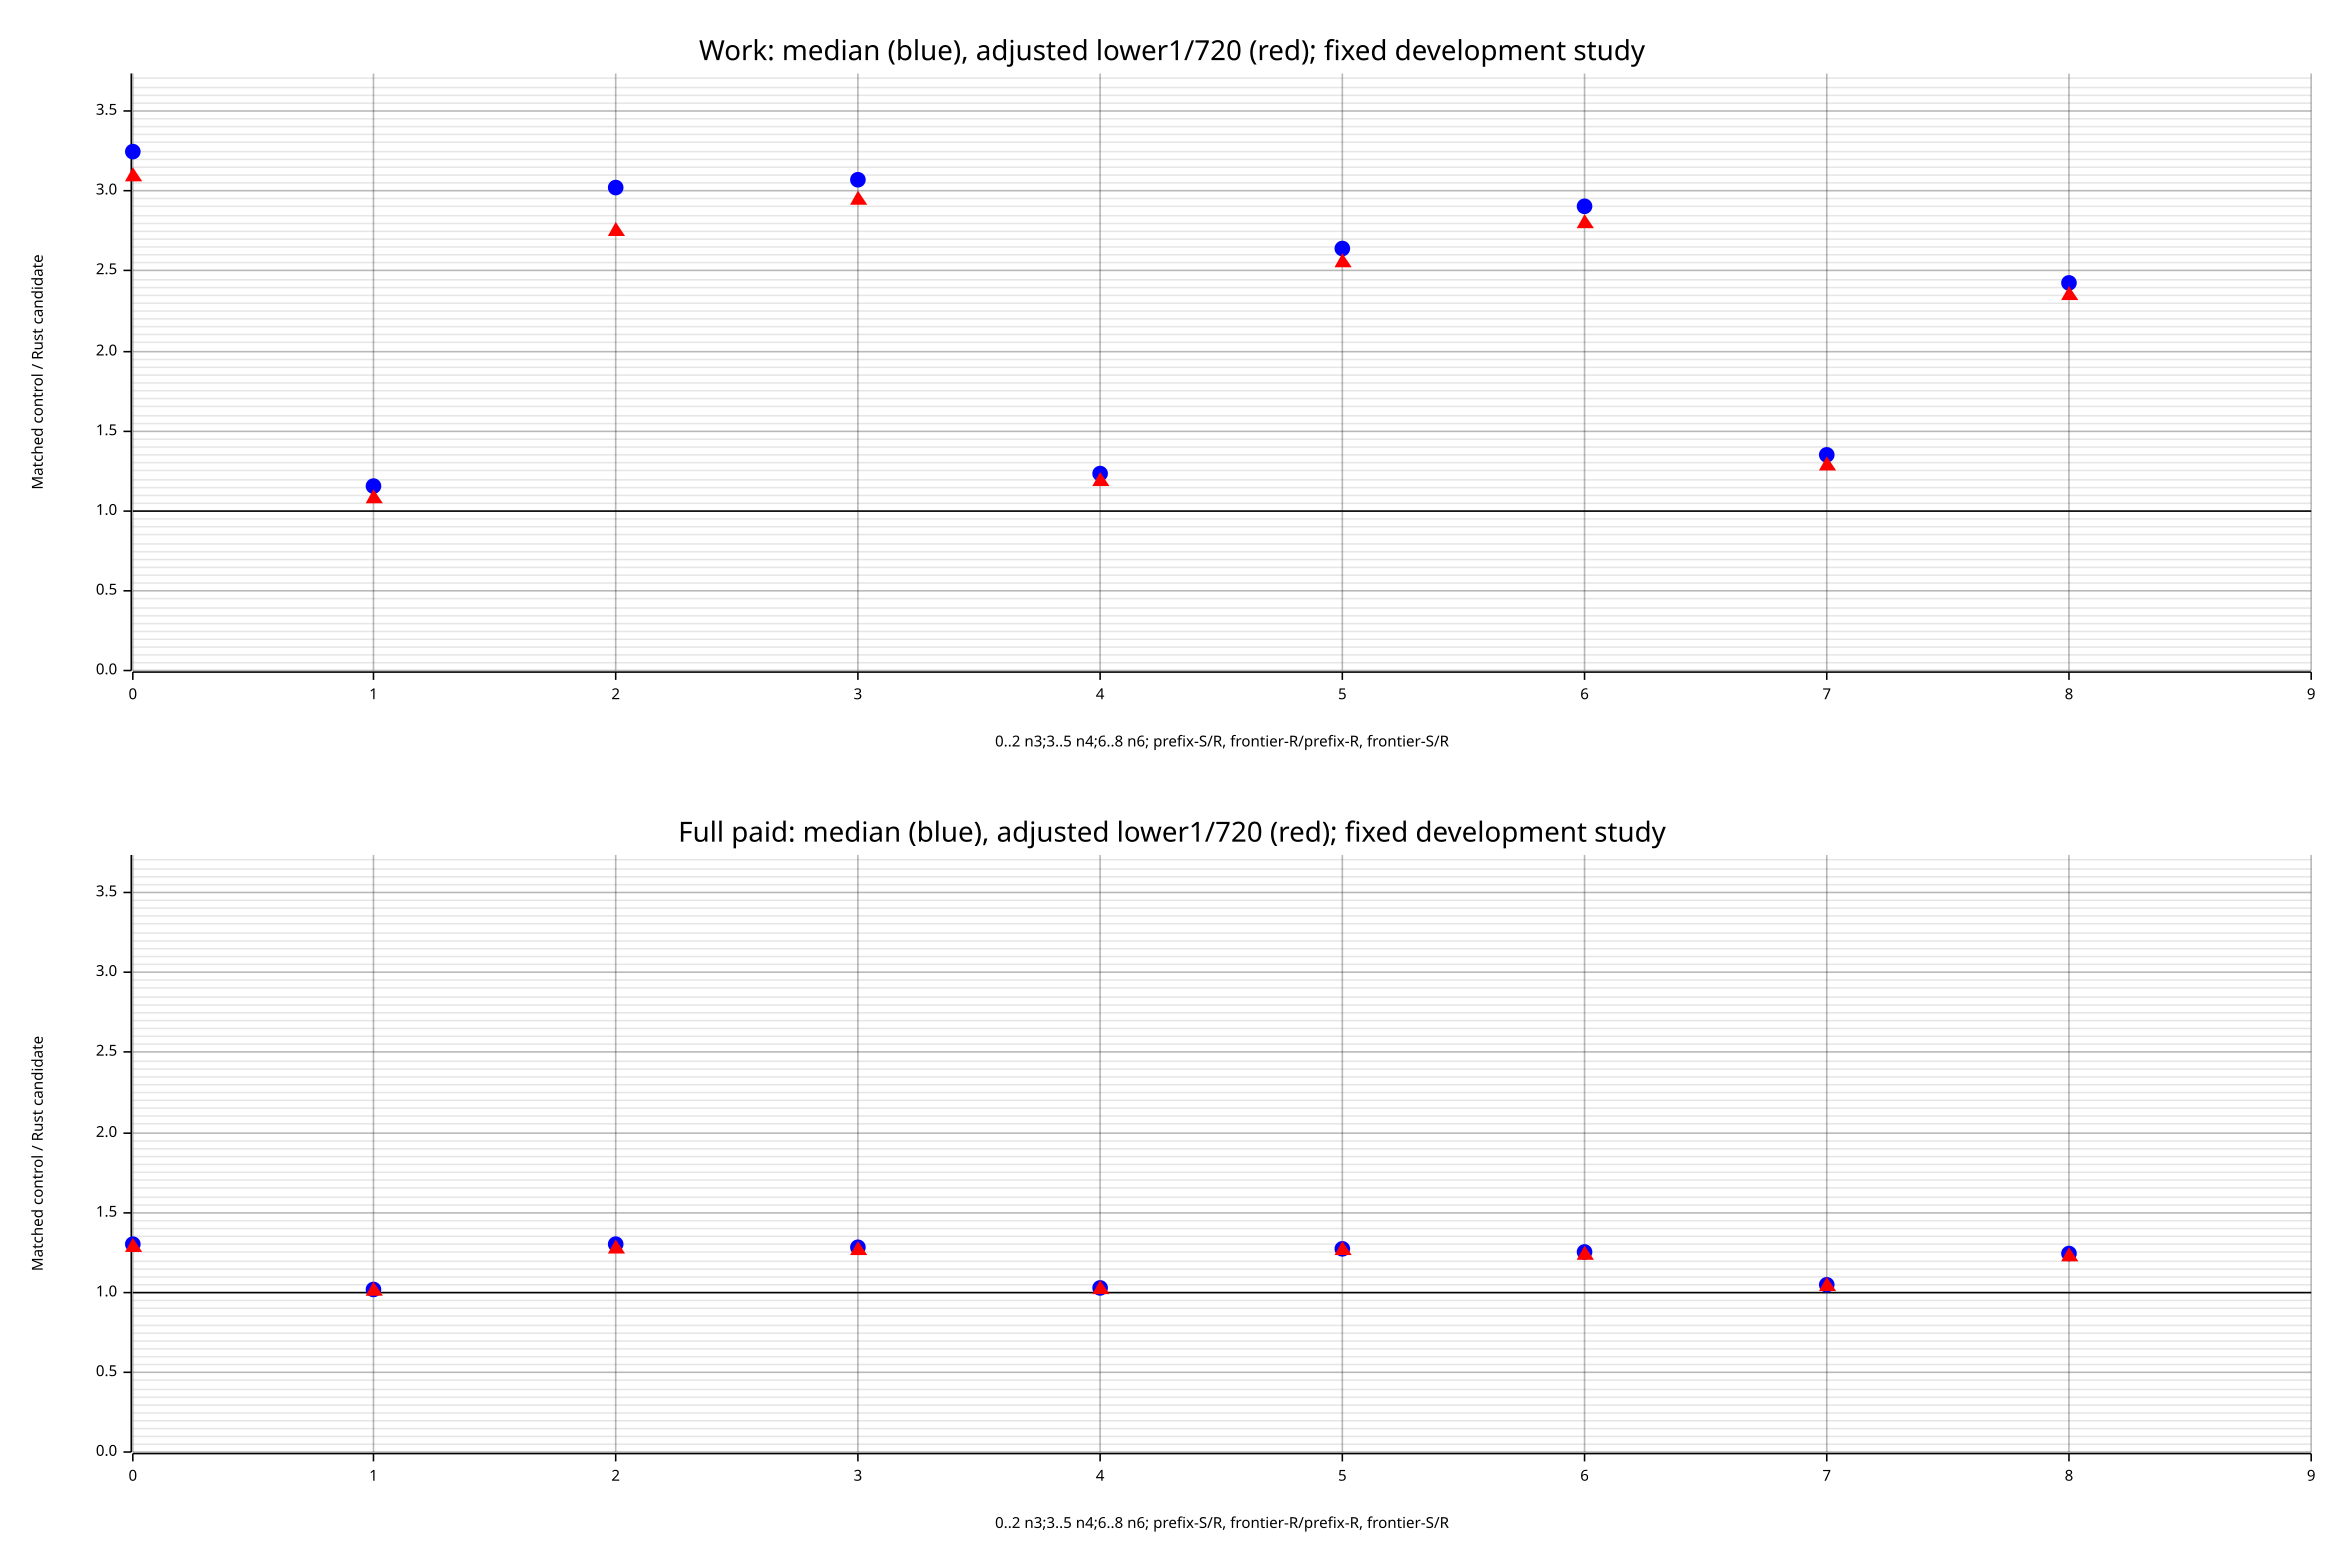 Work: median (blue), adjusted lower1/720 (red); fixed development study
Matched control / Rust candidate
3.5
3.0
2.5
2.0
1.5
1.0
0.5
0.0
0 1 2 3 4 5 6 7 8 9
0..2 n3;3..5 n4;6..8 n6; prefix-S/R, frontier-R/prefix-R, frontier-S/R
Full paid: median (blue), adjusted lower1/720 (red); fixed development study
Matched control / Rust candidate
3.5
3.0
2.5
2.0
1.5
1.0
0.5
0.0
0 1 2 3 4 5 6 7 8 9
0..2 n3;3..5 n4;6..8 n6; prefix-S/R, frontier-R/prefix-R, frontier-S/R